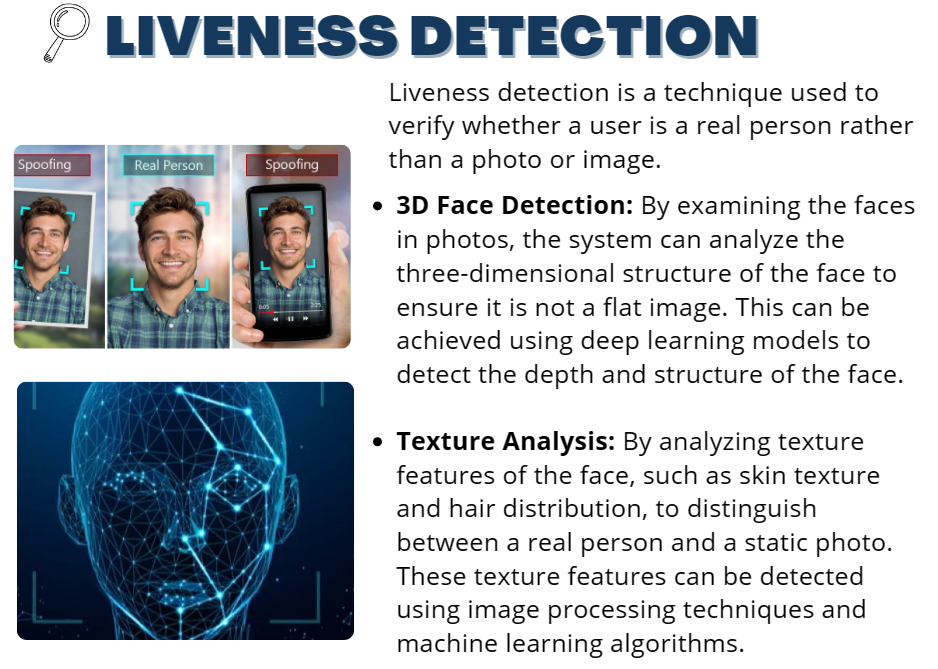 LIVENESS DETECTION
Liveness detection is a technique used to
verify whether a user is a real person rather
than a photo or image.
Spoofing
Real Person
Spoofing
0:05
2:25
• 3D Face Detection: By examining the faces
in photos, the system can analyze the
three-dimensional structure of the face to
ensure it is not a flat image. This can be
achieved using deep learning models to
detect the depth and structure of the face.
• Texture Analysis: By analyzing texture
features of the face, such as skin texture
and hair distribution, to distinguish
between a real person and a static photo.
These texture features can be detected
using image processing techniques and
machine learning algorithms.